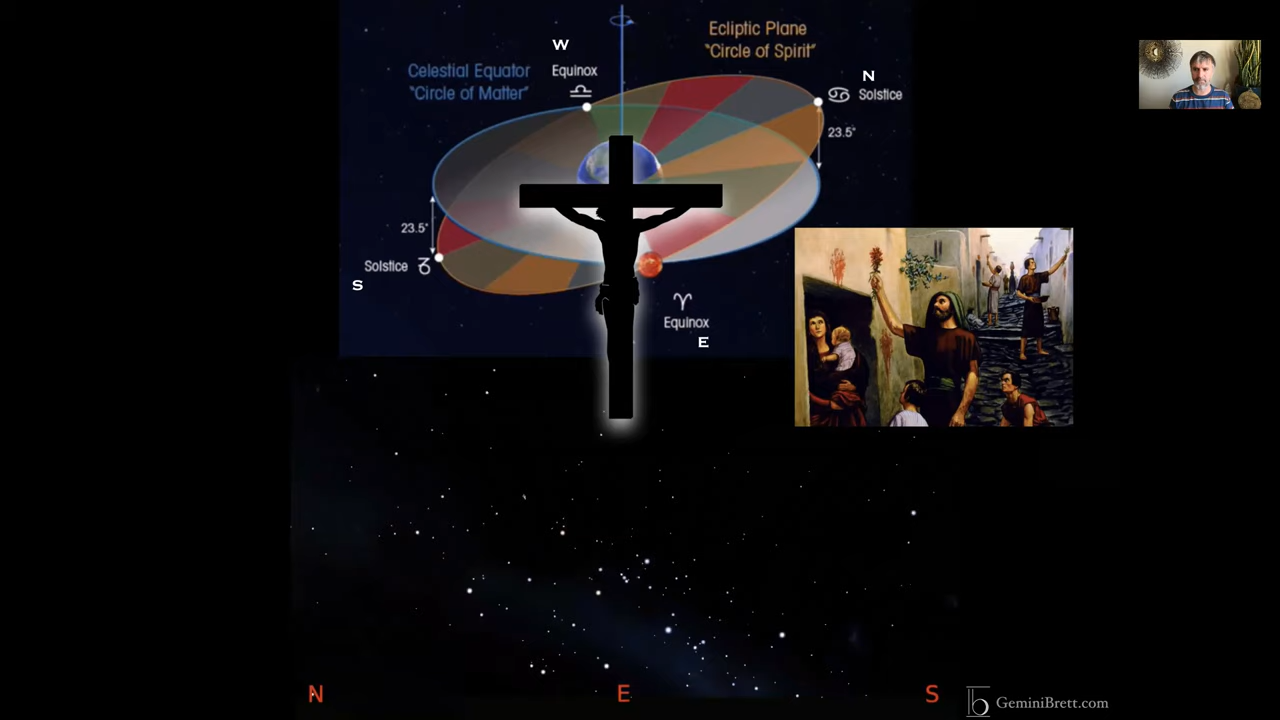 Ecliptic Plane
"Circle of Spirit"
W
Equinox
♎
Celestial Equator
"Circle of Matter"
N
♋ Solstice
23.5°
23.5°
Solstice ♑
S
♈
Equinox
E
N E S
GeminiBrett.com